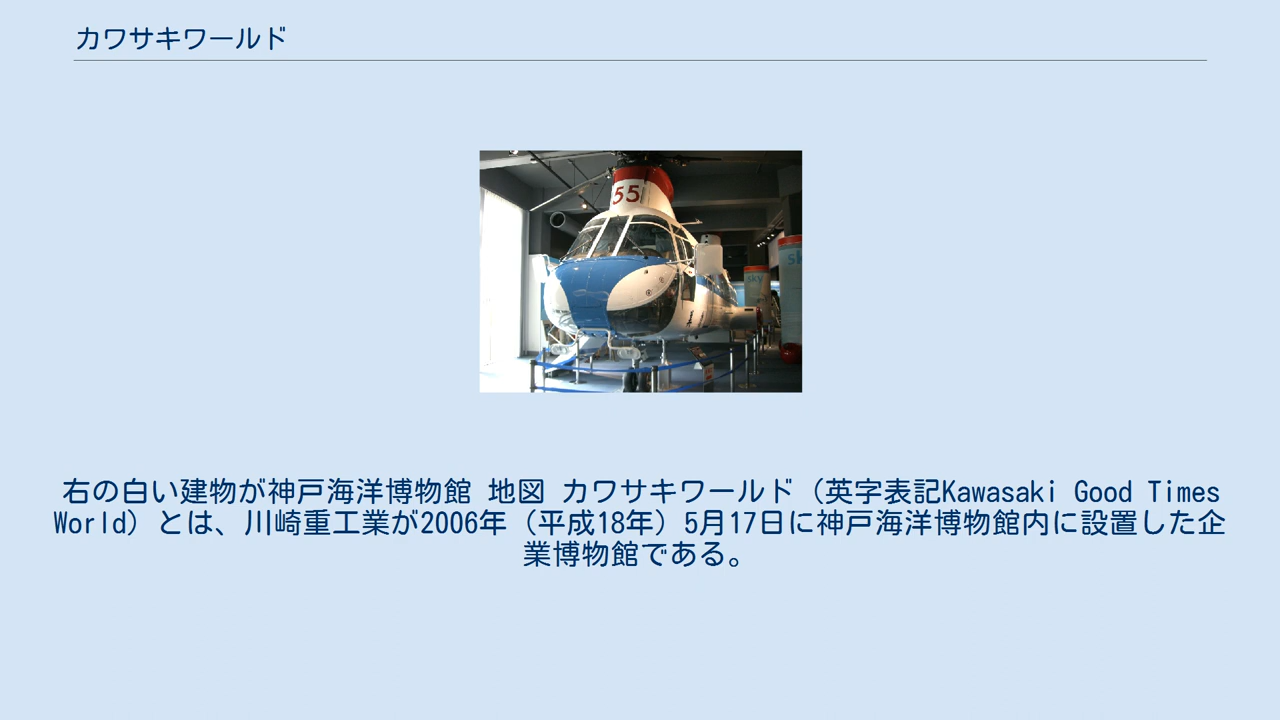 カワサキワールド
55
sky
sk
右の白い建物が神戸海洋博物館 地図 カワサキワールド（英字表記Kawasaki Good Times
World）とは、川崎重工業が2006年（平成18年）5月17日に神戸海洋博物館内に設置した企
業博物館である。